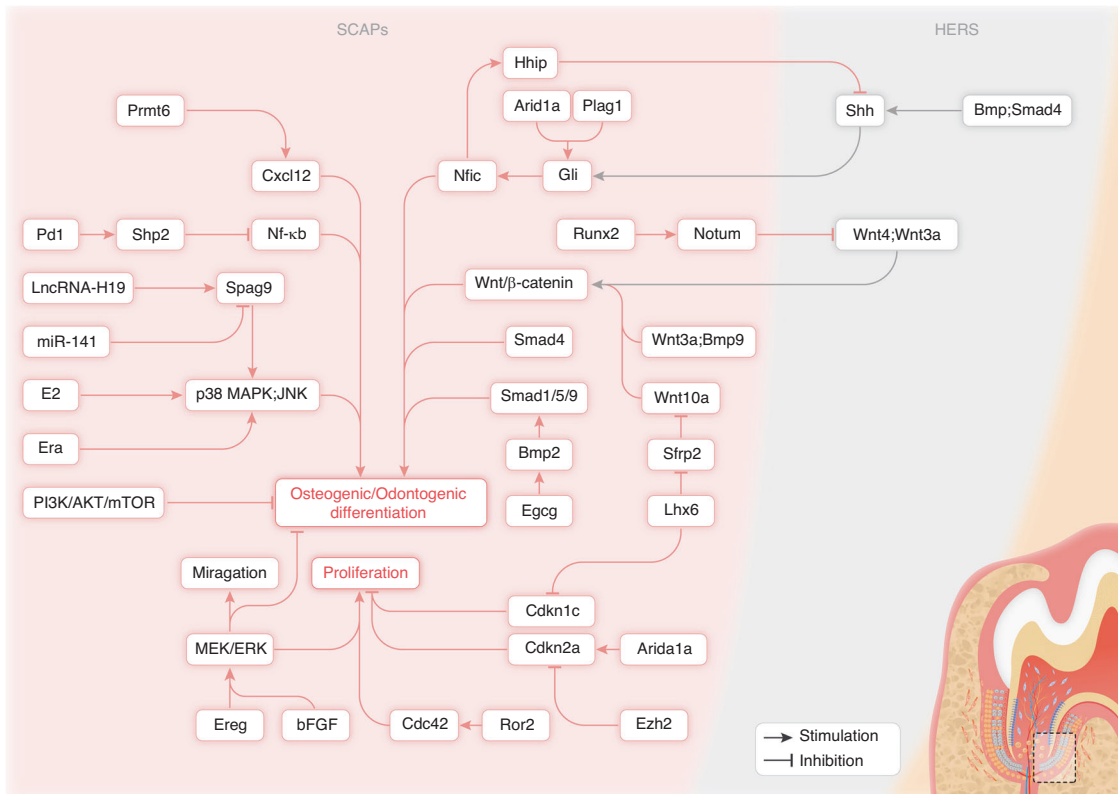 SCAPs
HERS
Hhip
Arid1a
Plag1
Prmt6
Shh
Bmp;Smad4
Cxcl12
Nfic
Gli
Pd1
Shp2
Nf-κb
Runx2
Notum
Wnt4;Wnt3a
LncRNA-H19
Spag9
Wnt/β-catenin
miR-141
Smad4
Wnt3a;Bmp9
E2
p38 MAPK;JNK
Smad1/5/9
Wnt10a
Era
Bmp2
Sfrp2
PI3K/AKT/mTOR
Osteogenic/Odontogenic
differentiation
Egcg
Lhx6
Miragation
Proliferation
Cdkn1c
MEK/ERK
Cdkn2a
Arida1a
Ereg
bFGF
Cdc42
Ror2
Ezh2
Stimulation
Inhibition